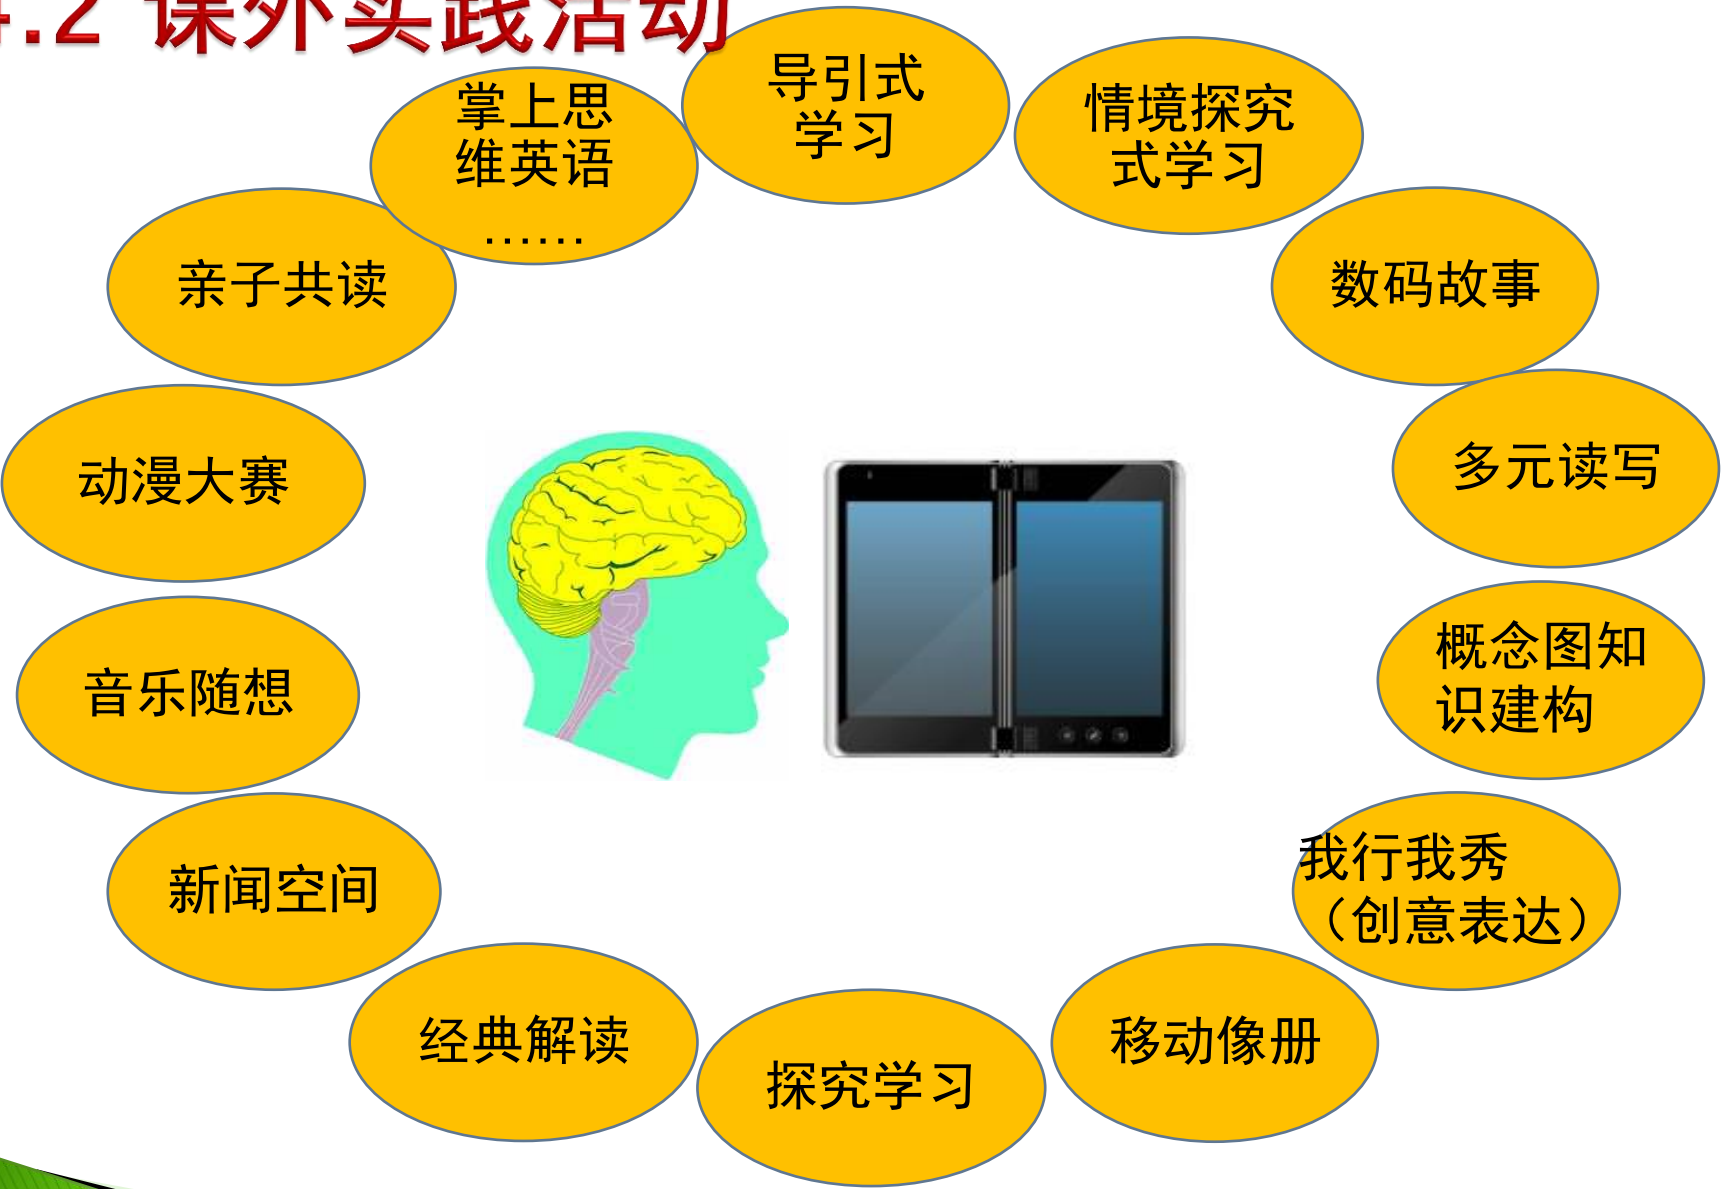 .2 课外实践活动
导引式
学习
情境探究
式学习
数码故事
多元读写
概念图知
识建构
我行我秀
（创意表达）
移动像册
探究学习
经典解读
新闻空间
音乐随想
动漫大赛
亲子共读
掌上思
维英语
……